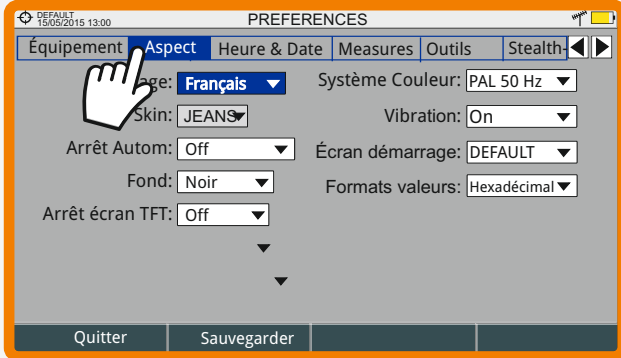 DEFAULT
15/05/2015 13:00
PREFERENCES
Équipement Aspect Heure & Date Measures Outils Stealth-
Français
Système Couleur: PAL 50 Hz
Skin: JEANS
Vibration: On
Arrêt Autom: Off
Écran démarrage: DEFAULT
Fond: Noir
Formats valeurs: Hexadécimal
Arrêt écran TFT: Off
Quitter Sauvegarder